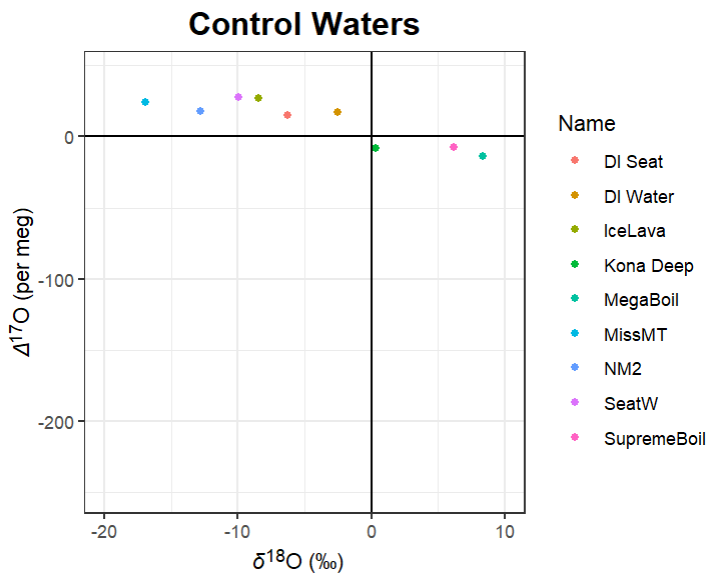 Control Waters
0
-100
-200
Δ¹⁷O (per meg)
-20
-10
0
10
δ¹⁸O (‰)
Name
DI Seat
DI Water
IceLava
Kona Deep
MegaBoil
MissMT
NM2
SeatW
SupremeBoil